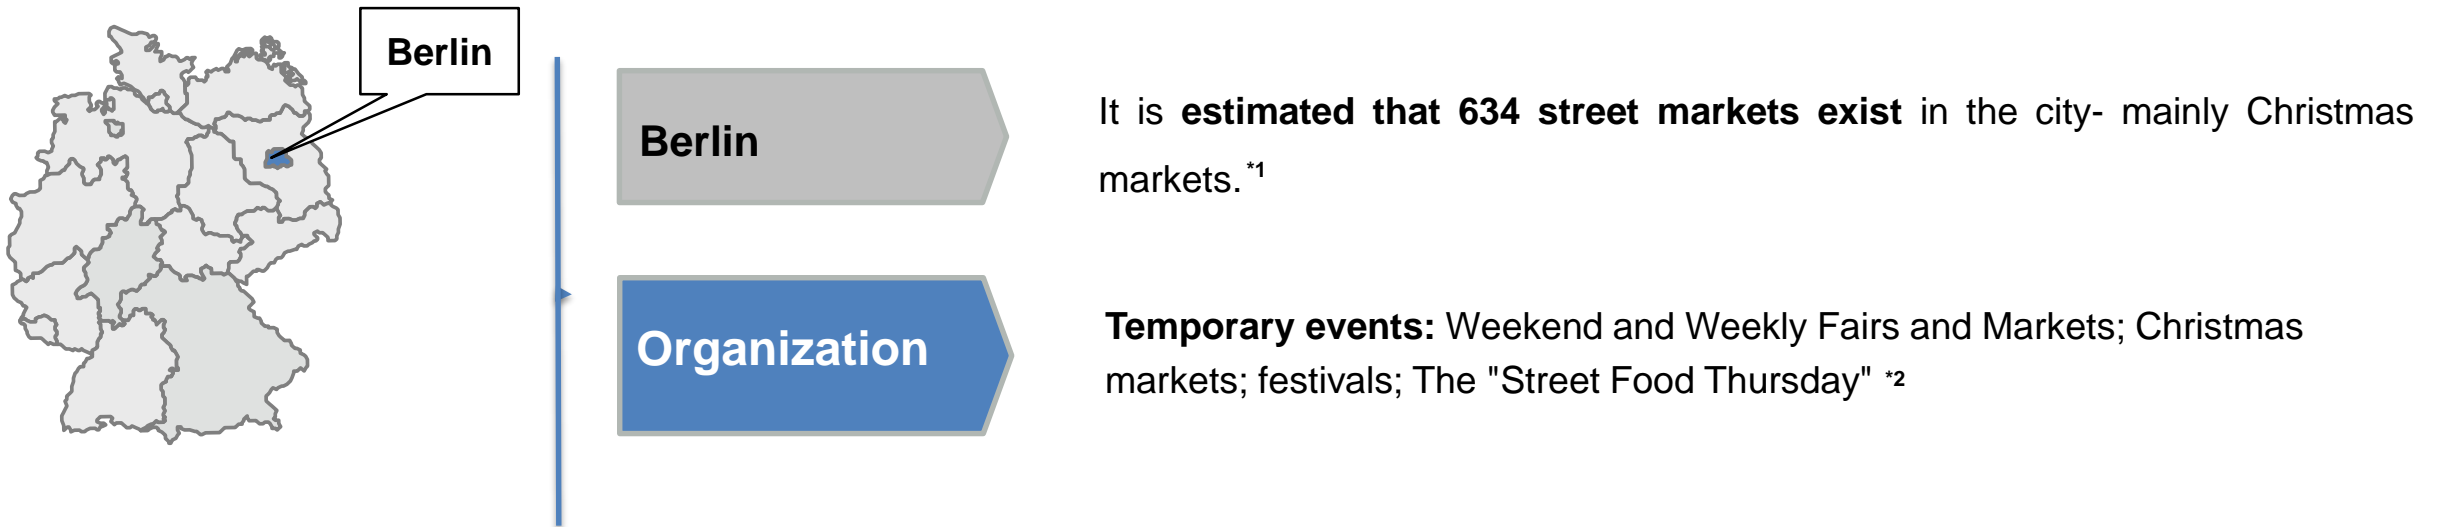 Berlin
Berlin
It is estimated that 634 street markets exist in the city- mainly Christmas
markets. *1
Organization
Temporary events: Weekend and Weekly Fairs and Markets; Christmas
markets; festivals; The "Street Food Thursday" *2